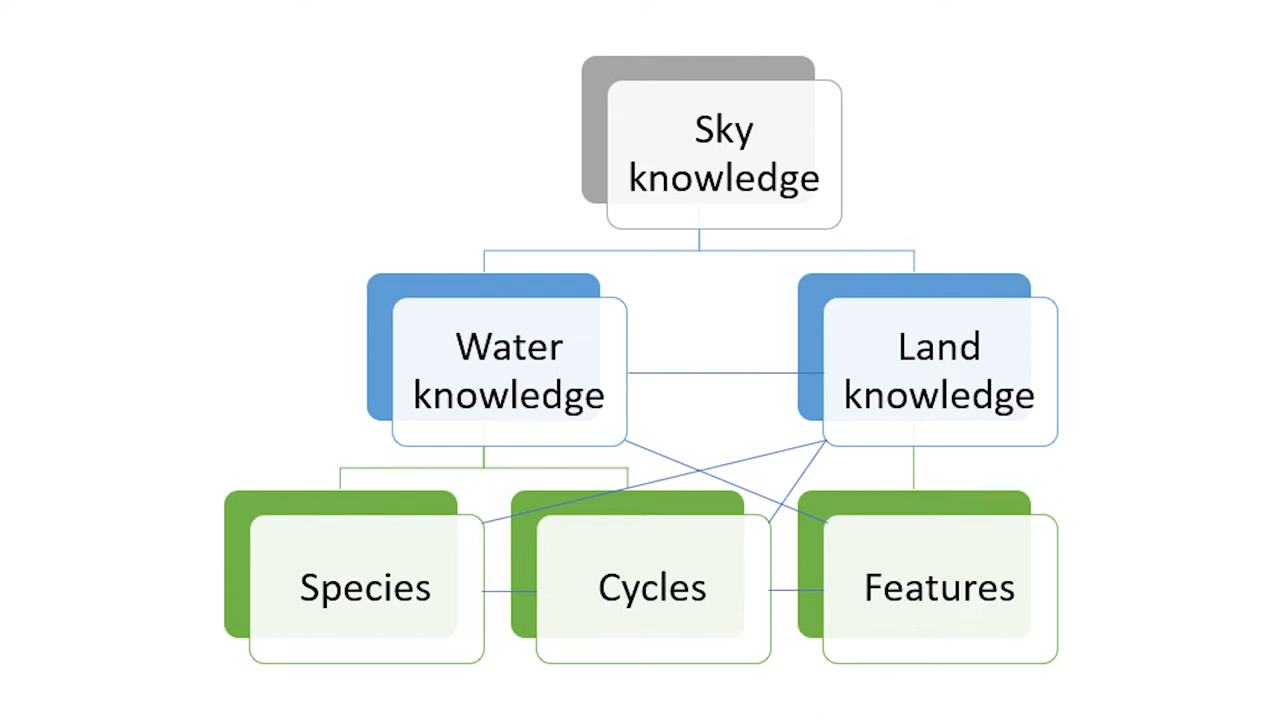 Sky
knowledge
Water
knowledge
Land
knowledge
Species
Cycles
Features